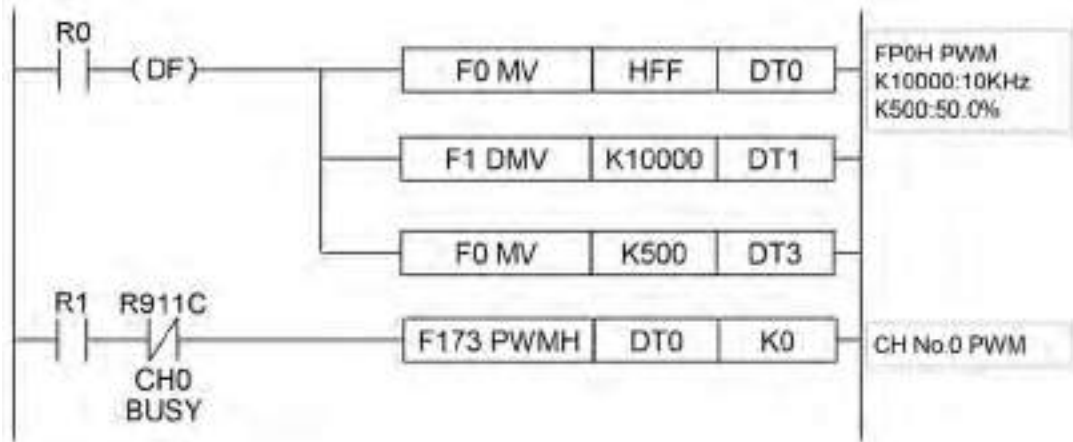 R0
(DF)
F0 MV HFF DT0
FP0H PWM
K10000:10KHz
K500:50.0%
F1 DMV K10000 DT1
F0 MV K500 DT3
R1 R911C
F173 PWMH DT0 K0
CH No.0 PWM
CH0
BUSY